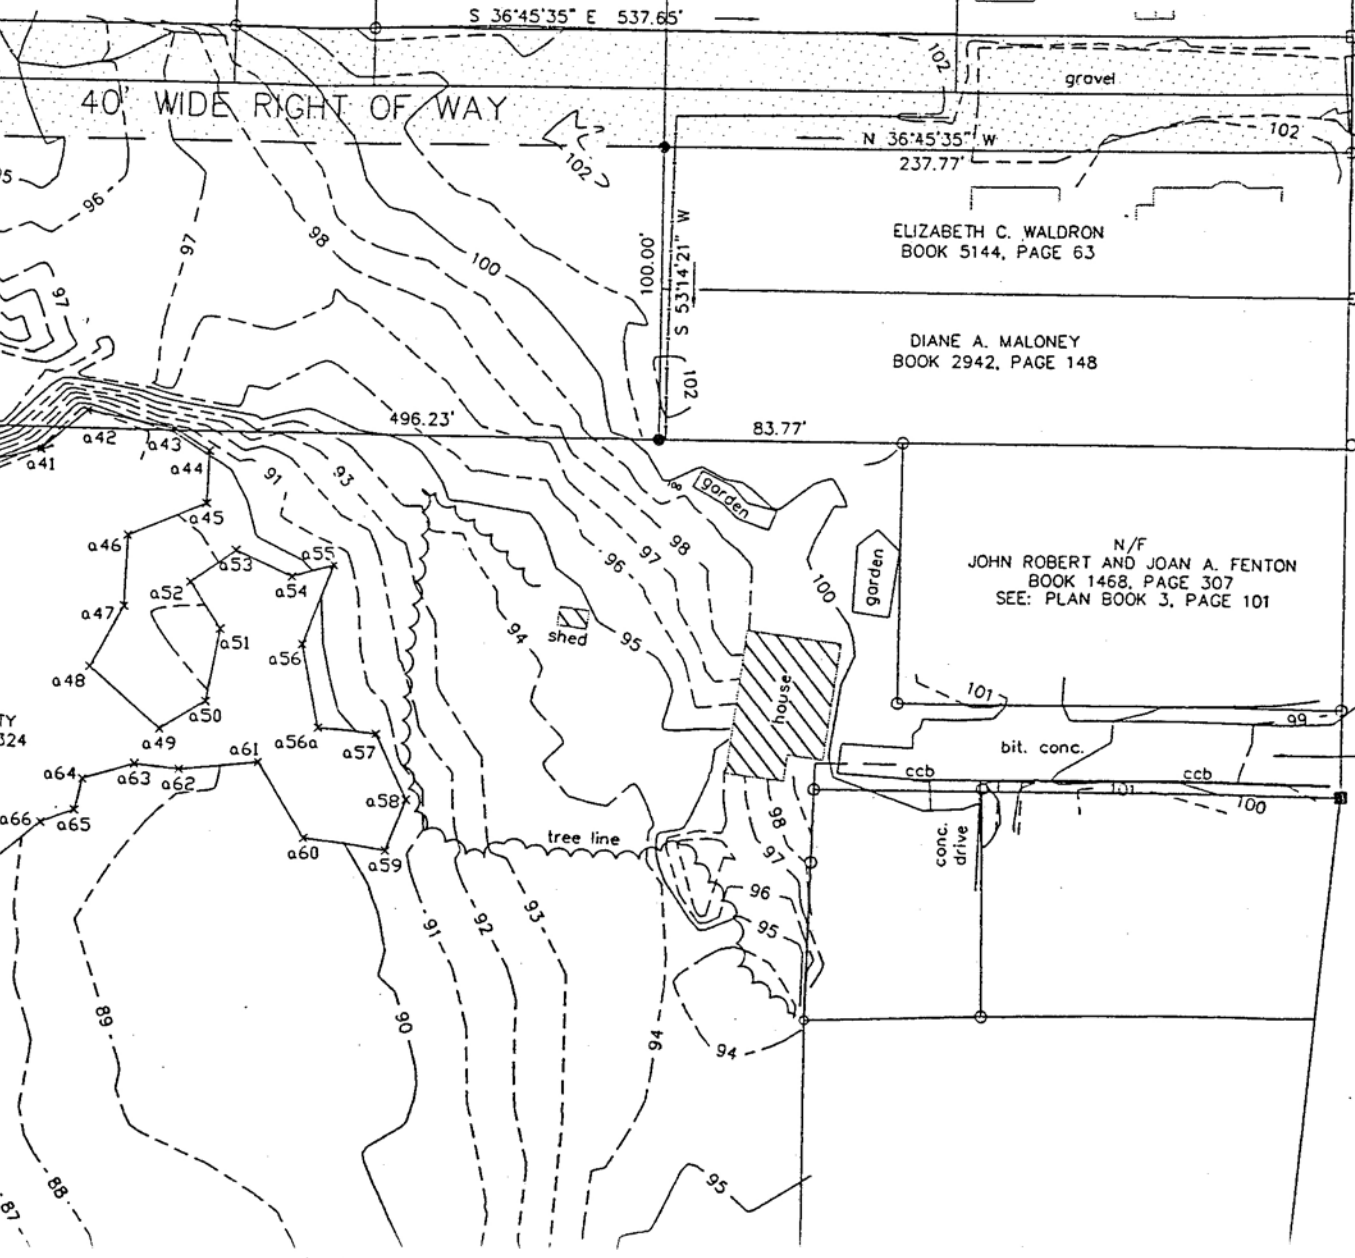 S 36°45'35" E 537.65'
102
gravel
40' WIDE RIGHT OF WAY
N 36°45'35" W
237.77'
102
102
96
97
98
100
97
S 53°14'21" W
100.00'
ELIZABETH C. WALDRON
BOOK 5144, PAGE 63
DIANE A. MALONEY
BOOK 2942, PAGE 148
102
496.23'
83.77'
a41
a42
a43
a44
91
93
garden
a45
a46
98
97
96
100
garden
N/F
JOHN ROBERT AND JOAN A. FENTON
BOOK 1468, PAGE 307
SEE: PLAN BOOK 3, PAGE 101
a53
a55
a52
a54
a47
a51
94
shed
95
a56
a48
house
101
99
a50
a49
a56a
a57
324
bit. conc.
a61
a63
a62
a64
ccb
ccb
a58
a66
a65
98
101
100
a60
a59
tree line
97
conc.
drive
96
95
91
92
93
89
90
94
94
88
87
95